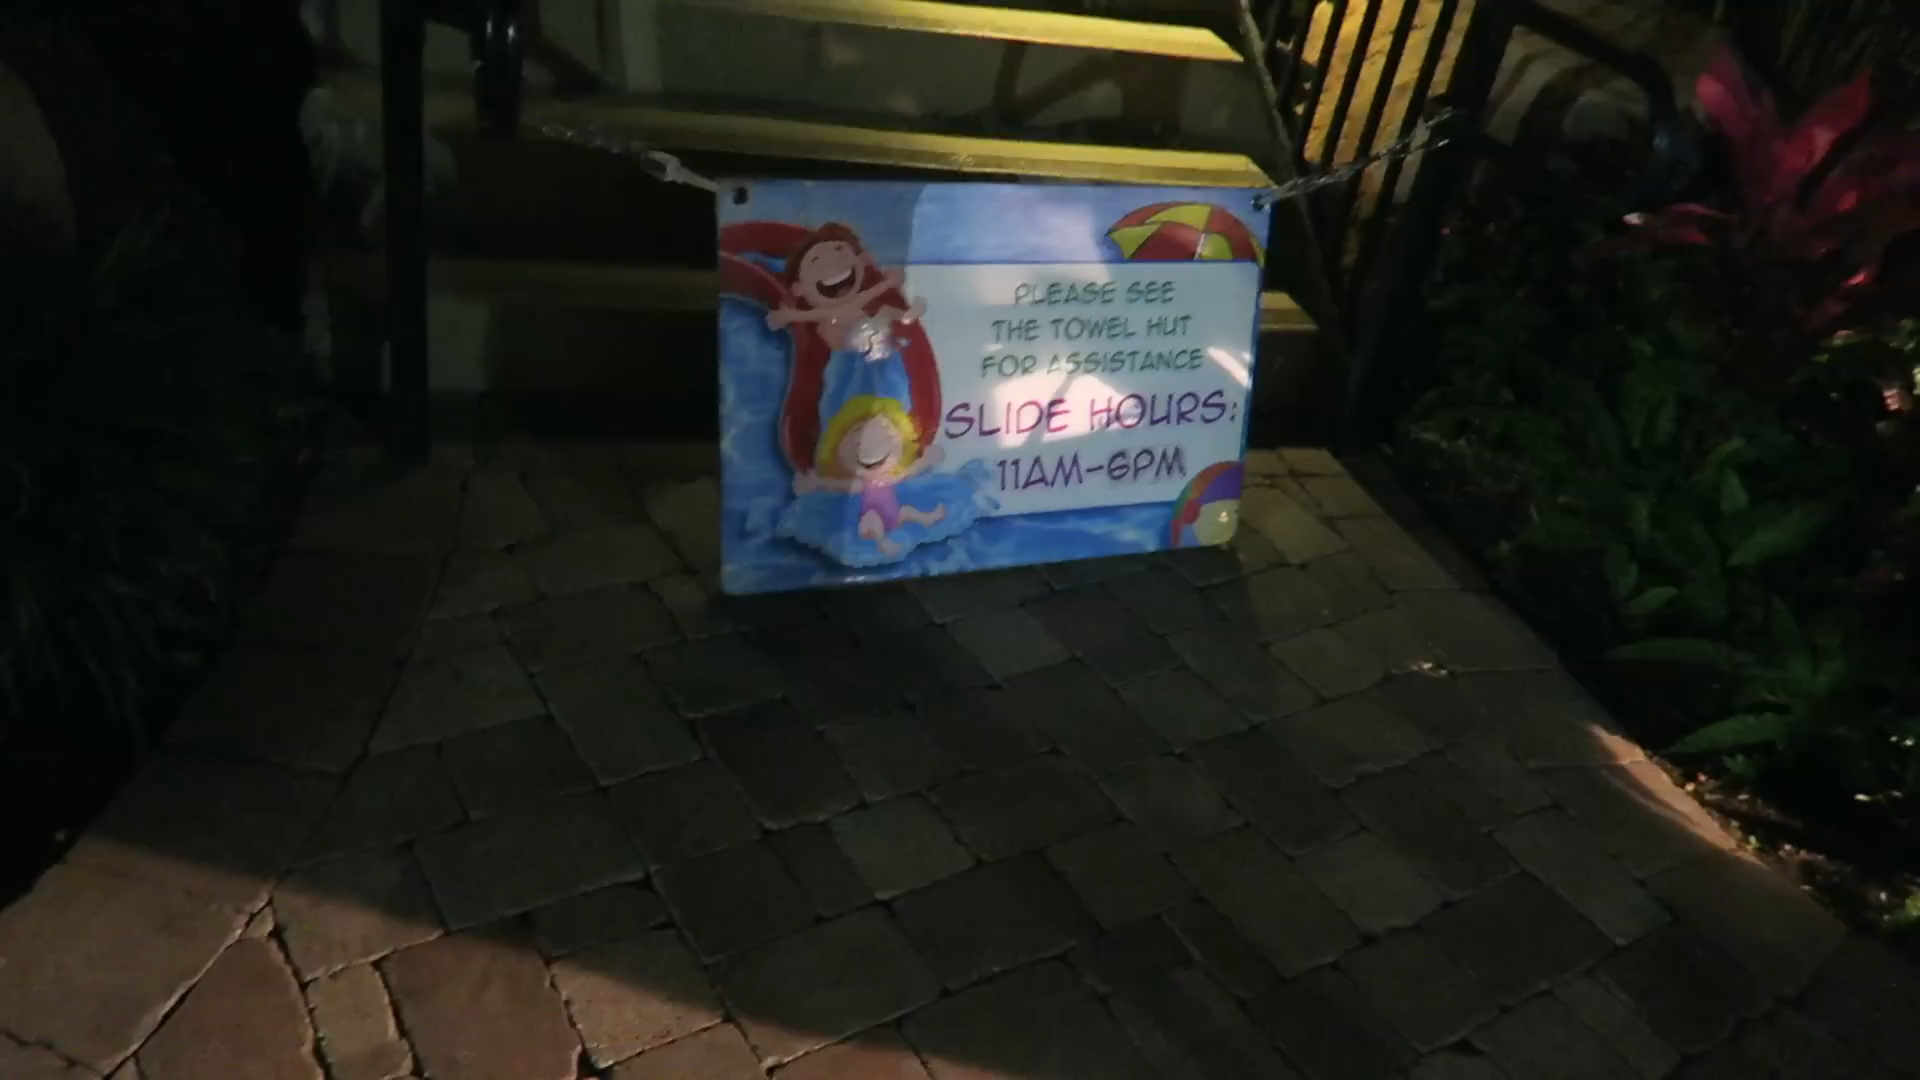 PLEASE SEE
THE TOWEL HUT
FOR ASSISTANCE
SLIDE HOURS:
11AM-6PM